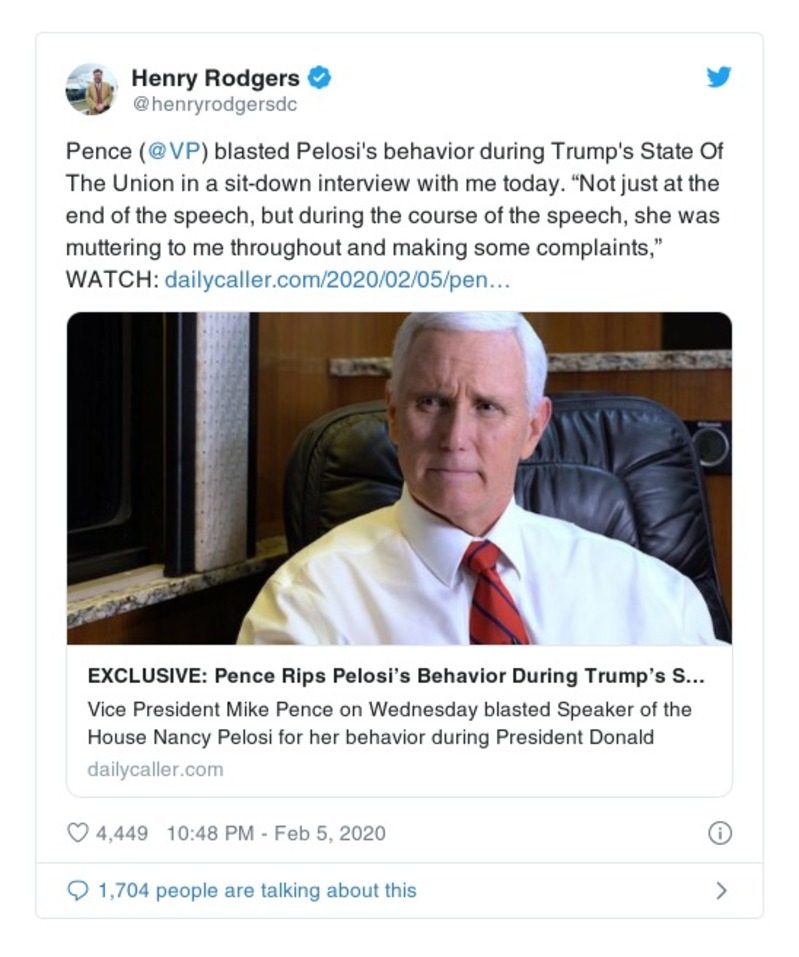 Henry Rodgers
@henryrodgersdc
Pence (@VP) blasted Pelosi's behavior during Trump's State Of
The Union in a sit-down interview with me today. “Not just at the
end of the speech, but during the course of the speech, she was
muttering to me throughout and making some complaints,”
WATCH: dailycaller.com/2020/02/05/pen…
EXCLUSIVE: Pence Rips Pelosi’s Behavior During Trump’s S...
Vice President Mike Pence on Wednesday blasted Speaker of the
House Nancy Pelosi for her behavior during President Donald
dailycaller.com
4,449 10:48 PM - Feb 5, 2020
1,704 people are talking about this